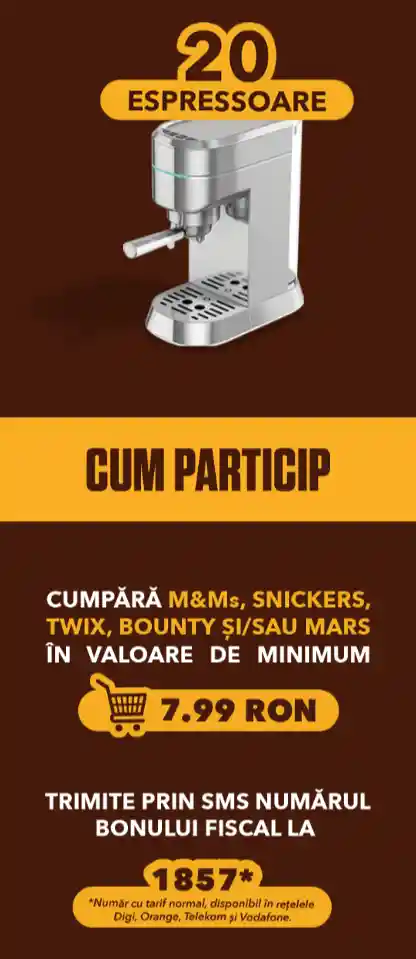 20
ESPRESSOARE
CUM PARTICIP
CUMPĂRĂ M&Ms, SNICKERS,
TWIX, BOUNTY ȘI/SAU MARS
ÎN VALOARE DE MINIMUM
7.99 RON
TRIMITE PRIN SMS NUMĂRUL
BONULUI FISCAL LA
1857*
*Număr cu tarif normal, disponibil în rețelele
Digi, Orange, Telekom și Vodafone.